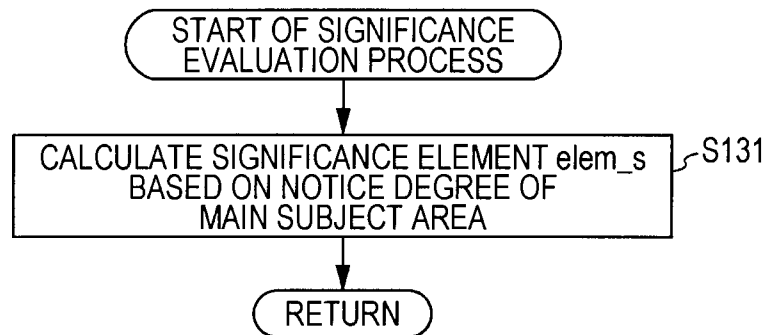 START OF SIGNIFICANCE
EVALUATION PROCESS
CALCULATE SIGNIFICANCE ELEMENT elem_s
BASED ON NOTICE DEGREE OF
MAIN SUBJECT AREA
S131
RETURN